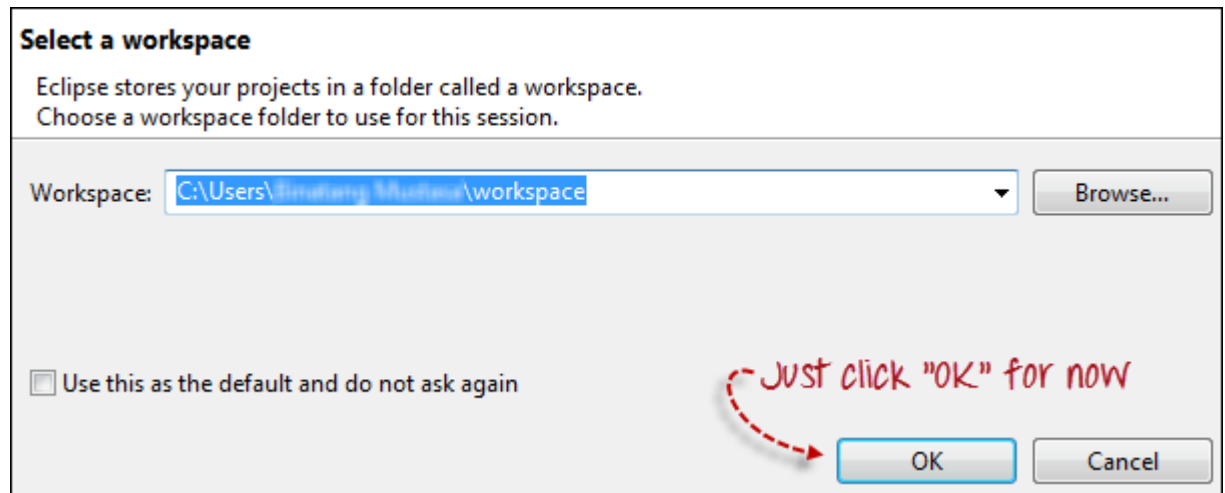 Select a workspace
Eclipse stores your projects in a folder called a workspace.
Choose a workspace folder to use for this session.
Workspace: C:\Users\ \workspace Browse...
Use this as the default and do not ask again
Just click "OK" for now
OK Cancel